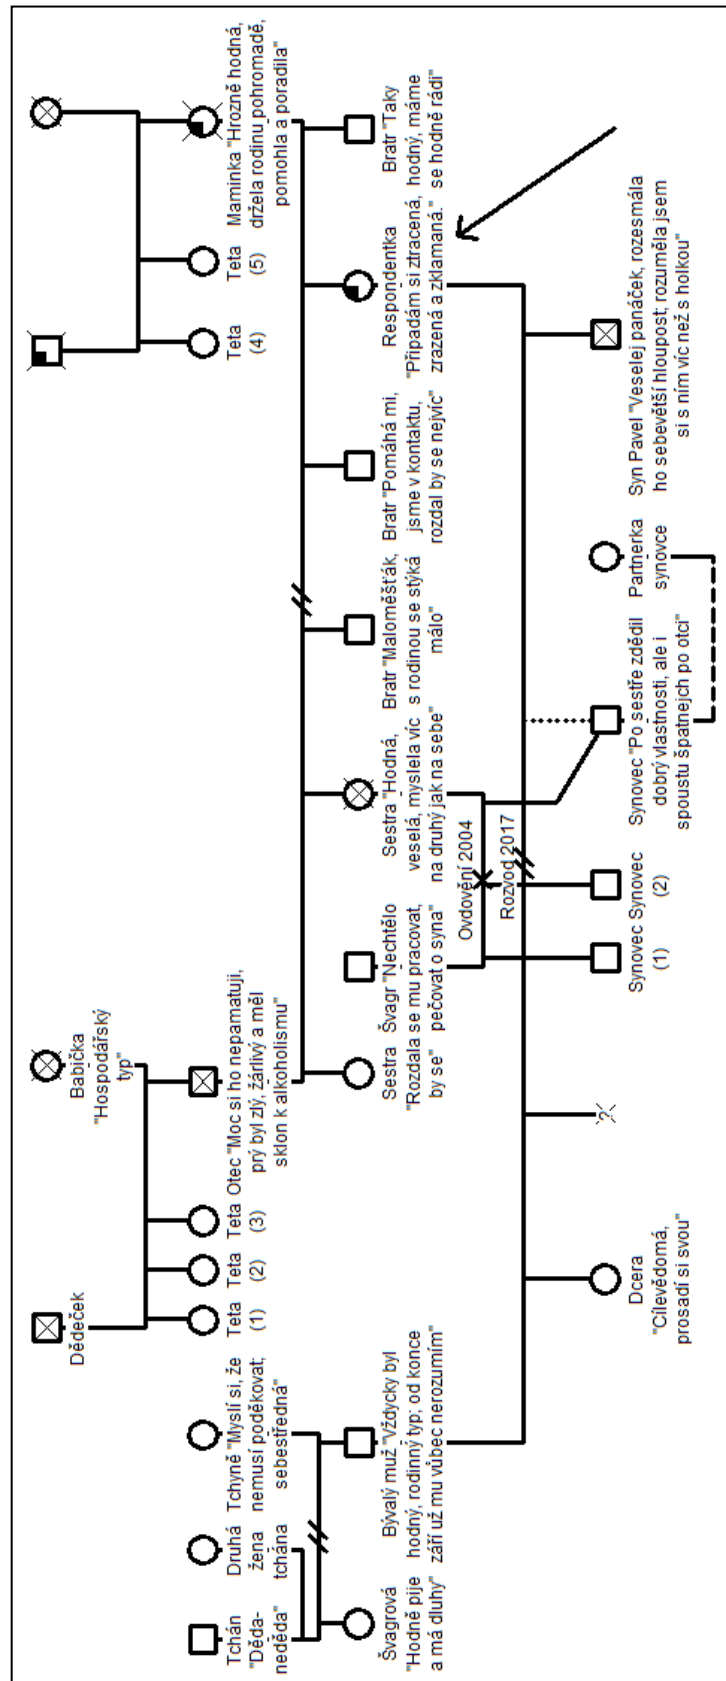 Dědeček
Babička
"Hospodářský
typ"
Tchán
"Děda-
neděda"
Druhá
žena
tchána
Tchyně "Myslí si, že
nemusí poděkovat;
sebestředná"
Teta
(1)
Teta
(2)
Teta
(3)
Otec "Moc si ho nepamatuji,
prý byl zlý, žárlivý a měl
sklon k alkoholismu"
Teta
(4)
Teta
(5)
Maminka "Hrozně hodná,
držela rodinu pohromadě,
pomohla a poradila"
Švagrová
"Hodně pije
a má dluhy"
Bývalý muž "Vždycky byl
hodný, rodinný typ; od konce
září už mu vůbec nerozumím"
Sestra
"Rozdala
by se"
Švagr "Nechtělo
se mu pracovat,
pečovat o syna"
Sestra "Hodná,
veselá, myslela víc
na druhý jak na sebe"
Bratr "Maloměšťák,
s rodinou se stýká
málo"
Bratr "Pomáhá mi,
jsme v kontaktu,
rozdal by se nejvíc"
Respondentka
"Připadám si ztracená,
zrazená a zklamaná."
Bratr "Taky
hodný, máme
se hodně rádi"
Ovdovění 2004
Rozvod 2017
?
Dcera
"Cílevědomá,
prosadí si svou"
Synovec
(1)
Synovec
(2)
Synovec "Po sestře zdědil
dobrý vlastnosti, ale i
spoustu špatnejch po otci"
Partnerka
synovce
Syn Pavel "Veselej panáček, rozesmála
ho sebevětší hloupost; rozuměla jsem
si s ním víc než s holkou"